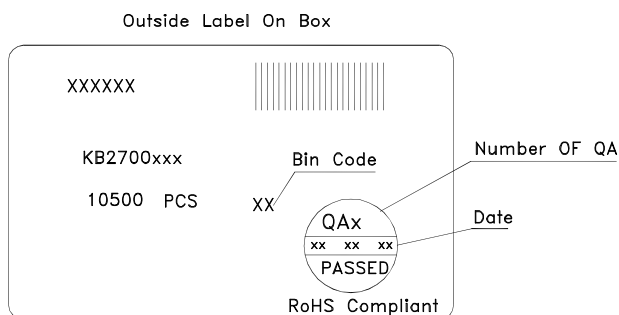 Outside Label On Box
XXXXXX
KB2700xxx
Bin Code
Number OF QA
10500 PCS
XX
QAx
Date
xx xx xx
PASSED
RoHS Compliant